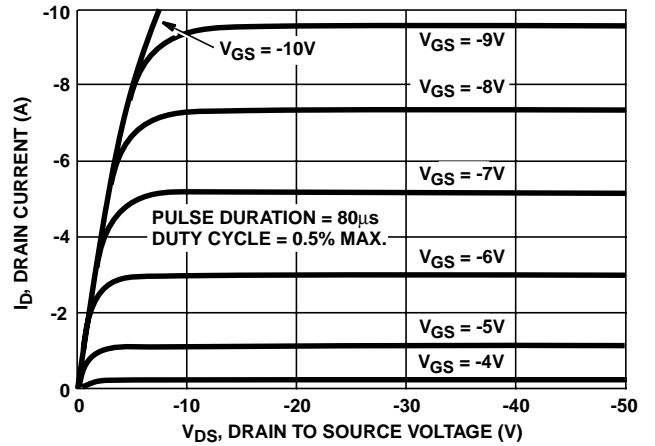 -10
-8
-6
-4
-2
0
I_D, DRAIN CURRENT (A)
V_GS = -10V
V_GS = -9V
V_GS = -8V
V_GS = -7V
PULSE DURATION = 80μs
DUTY CYCLE = 0.5% MAX.
V_GS = -6V
V_GS = -5V
V_GS = -4V
0 -10 -20 -30 -40 -50
V_DS, DRAIN TO SOURCE VOLTAGE (V)